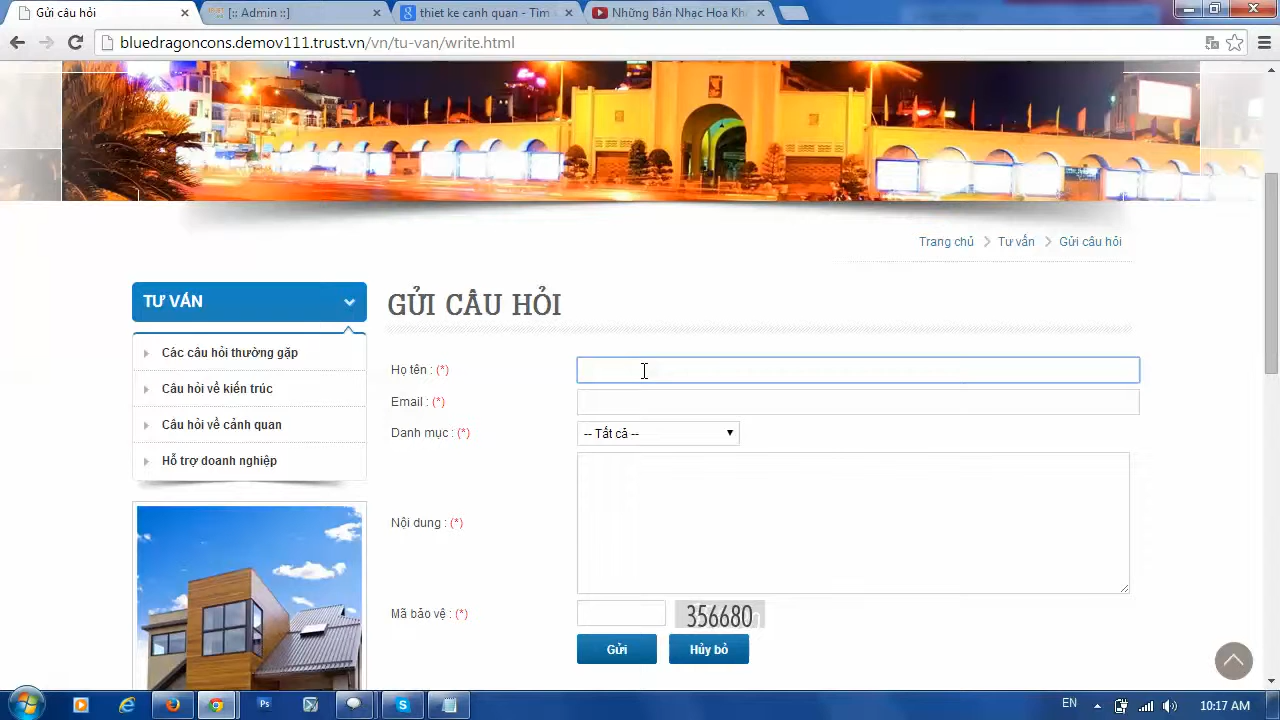 Gửi câu hỏi
[:: Admin ::]
thiet ke canh quan - Tìm v
Những Bản Nhạc Hoa Kh
bluedragoncons.demov111.trust.vn/vn/tu-van/write.html
Trang chủ Tư vấn Gửi câu hỏi
TƯ VẤN
Các câu hỏi thường gặp
Câu hỏi về kiến trúc
Câu hỏi về cảnh quan
Hỗ trợ doanh nghiệp
GỬI CÂU HỎI
Họ tên : (*)
Email : (*)
Danh mục : (*) -- Tất cả --
Nội dung : (*)
Mã bảo vệ : (*) 356680
Gửi Hủy bỏ
Ps
EN
10:17 AM